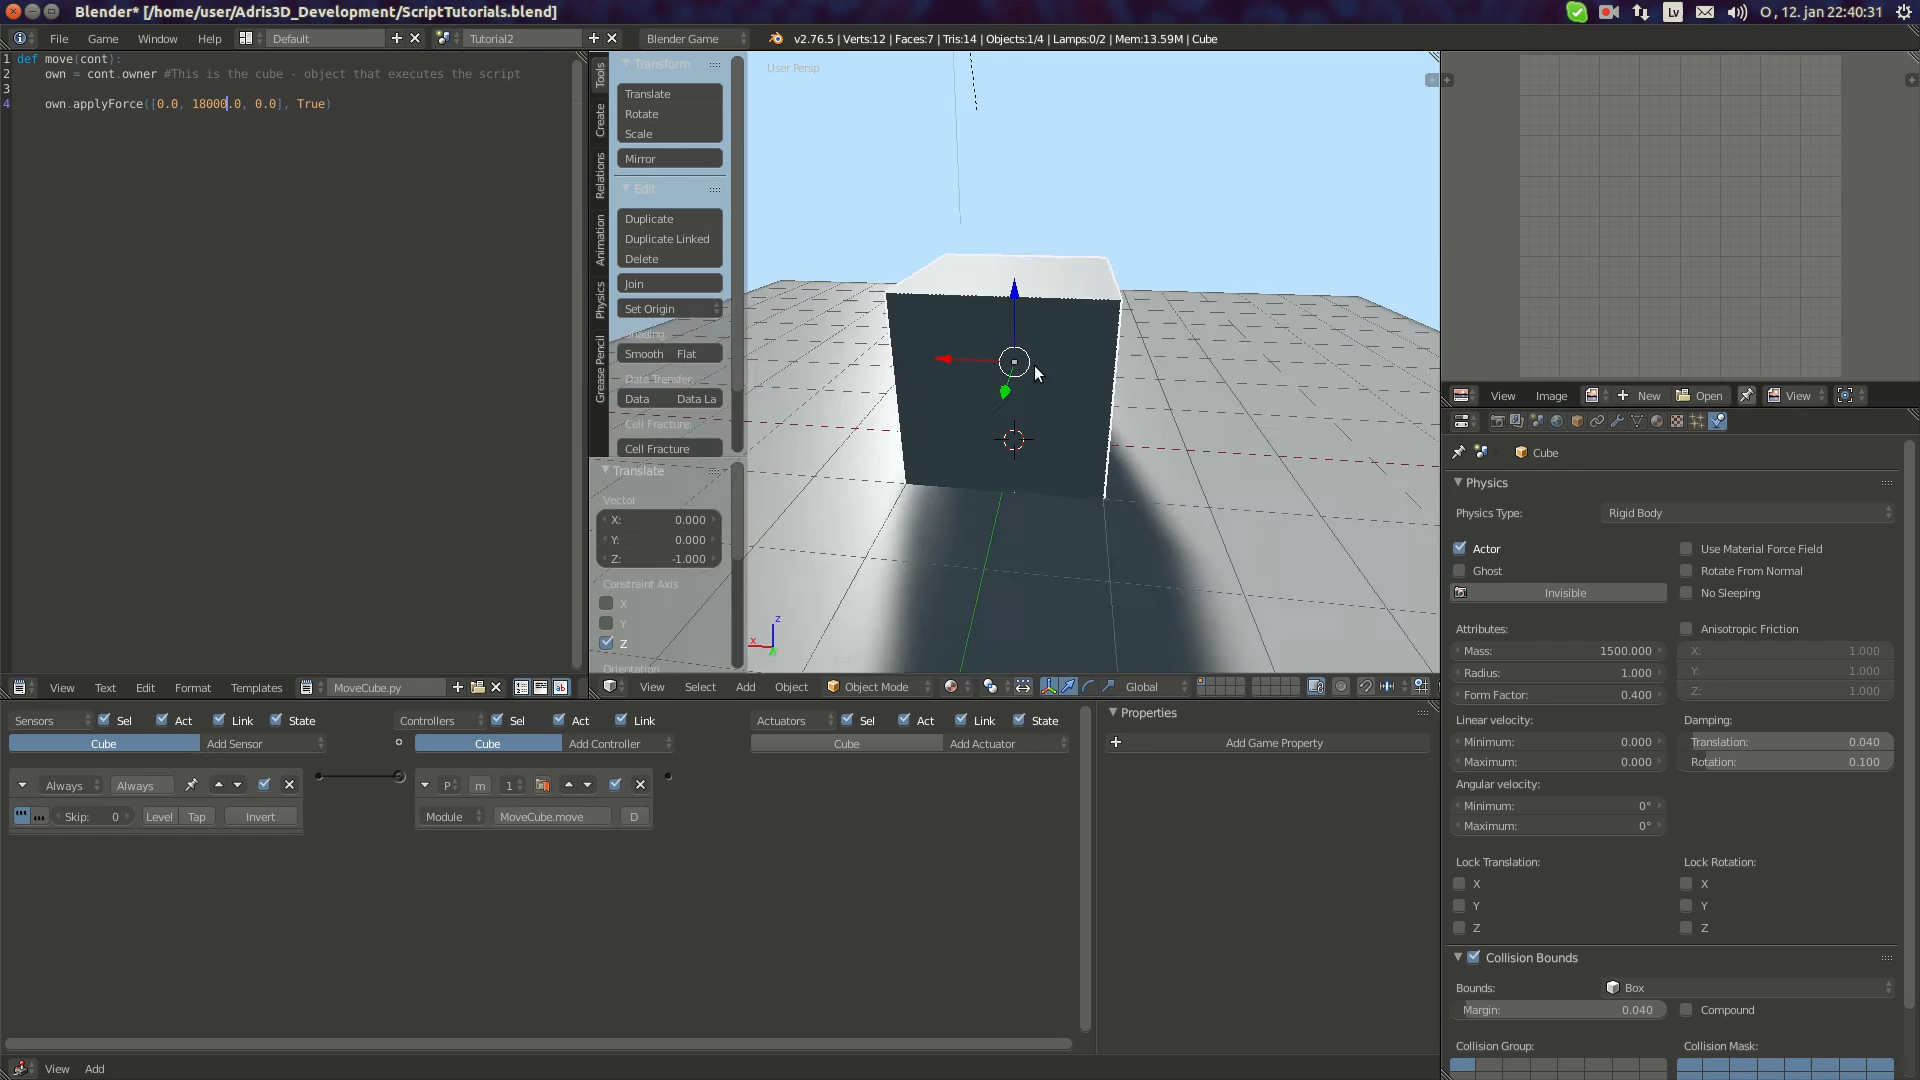 Blender* [/home/user/Adris3D_Development/ScriptTutorials.blend]
Lv
O , 12. jan 22:40:31
File Game Window Help Default Tutorial2 Blender Game v2.76.5 | Verts:12 | Faces:7 | Tris:14 | Objects:1/4 | Lamps:0/2 | Mem:13.59M | Cube
1 def move(cont):
2 own = cont.owner #This is the cube - object that executes the script
3
4 own.applyForce([0.0, 18000.0, 0.0], True)
Tools
Create
Relations
Animation
Physics
Grease Pencil
Transform
Translate
Rotate
Scale
Mirror
Edit
Duplicate
Duplicate Linked
Delete
Join
Set Origin
Shading:
Smooth Flat
Data Transfer:
Data Data La
Cell Fracture:
Cell Fracture
Translate
Vector
X: 0.000
Y: 0.000
Z: -1.000
Constraint Axis
X
Y
Z
Orientation
User Persp
z
x
View Image New Open View
Cube
Physics
Physics Type: Rigid Body
Actor Use Material Force Field
Ghost Rotate From Normal
Invisible No Sleeping
Attributes: Anisotropic Friction
Mass: 1500.000 X: 1.000
Radius: 1.000 Y: 1.000
Form Factor: 0.400 Z: 1.000
Linear velocity: Damping:
Minimum: 0.000 Translation: 0.040
Maximum: 0.000 Rotation: 0.100
Angular velocity:
Minimum: 0°
Maximum: 0°
Lock Translation: Lock Rotation:
X X
Y Y
Z Z
Collision Bounds
Bounds: Box
Margin: 0.040 Compound
Collision Group: Collision Mask:
View Text Edit Format Templates MoveCube.py
View Select Add Object Object Mode Global
Sensors Sel Act Link State Controllers Sel Act Link Actuators Sel Act Link State
Cube Add Sensor Cube Add Controller Cube Add Actuator
Always Always P m 1
Skip: 0 Level Tap Invert Module MoveCube.move D
Properties
Add Game Property
View Add